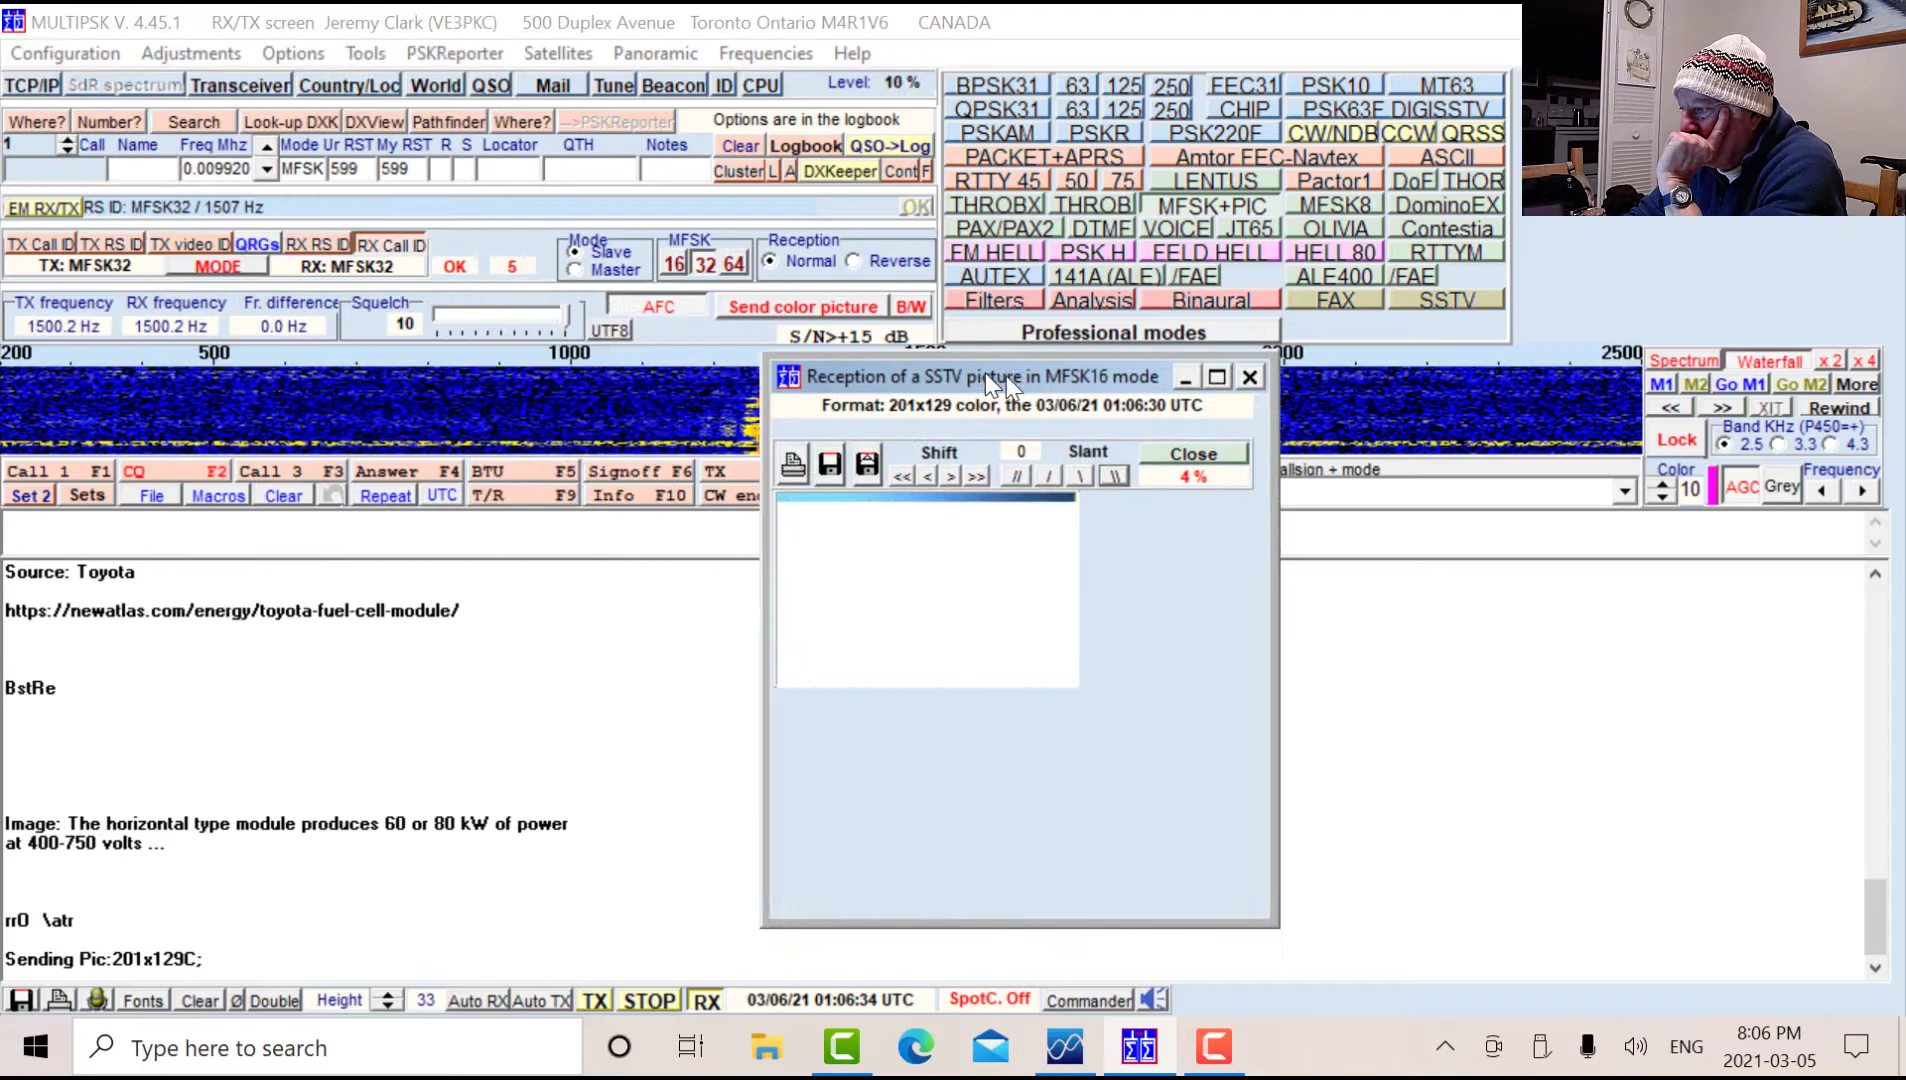 MULTIPSK V. 4.45.1 RX/TX screen Jeremy Clark (VE3PKC) 500 Duplex Avenue Toronto Ontario M4R1V6 CANADA
Configuration Adjustments Options Tools PSKReporter Satellites Panoramic Frequencies Help
TCP/IP SdR spectrum Transceiver Country/Loc World QSO Mail Tune Beacon ID CPU Level: 10 %
Where? Number? Search Look-up DXK DXView Pathfinder Where? -->PSKReporter Options are in the logbook
1 Call Name Freq Mhz Mode Ur RST My RST R S Locator QTH Notes Clear Logbook QSO->Log
0.009920 MFSK 599 599 Cluster L A DXKeeper Cont F
EM RX/TX RS ID: MFSK32 / 1507 Hz OK
TX Call ID TX RS ID TX video ID QRGs RX RS ID RX Call ID
TX: MFSK32 MODE RX: MFSK32 OK 5
Mode Slave Master
MFSK 16 32 64
Reception Normal Reverse
TX frequency RX frequency Fr. difference Squelch AFC Send color picture B/W
1500.2 Hz 1500.2 Hz 0.0 Hz 10 UTF8 S/N>+15 dB
BPSK31 63 125 250 FEC31 PSK10 MT63
QPSK31 63 125 250 CHIP PSK63F DIGISSTV
PSKAM PSKR PSK220F CW/NDB CCW QRSS
PACKET+APRS Amtor FEC-Navtex ASCII
RTTY 45 50 75 LENTUS Pactor1 DoF THOR
THROBX THROB MFSK+PIC MFSK8 DominoEX
PAX/PAX2 DTMF VOICE JT65 OLIVIA Contestia
FM HELL PSK H FELD HELL HELL 80 RTTYM
AUTEX 141A (ALE) /FAE ALE400 /FAE
Filters Analysis Binaural FAX SSTV
Professional modes
200 500 1000 2500
Spectrum Waterfall x 2 x 4
M1 M2 Go M1 Go M2 More
<< >> XIT Rewind
Lock Band KHz (P450=+)
2.5 3.3 4.3
Color Frequency
10 AGC Grey
Reception of a SSTV picture in MFSK16 mode
Format: 201x129 color, the 03/06/21 01:06:30 UTC
Shift 0 Slant Close
<< < > >> // / \ \\ 4 %
Call 1 F1 CQ F2 Call 3 F3 Answer F4 BTU F5 Signoff F6 TX
Set 2 Sets File Macros Clear Repeat UTC T/R F9 Info F10 CW en
allsion + mode
Source: Toyota
https://newatlas.com/energy/toyota-fuel-cell-module/
BstRe
Image: The horizontal type module produces 60 or 80 kW of power
at 400-750 volts ...
rrO \atr
Sending Pic:201x129C;
Fonts Clear Ø Double Height 33 Auto RX Auto TX TX STOP RX 03/06/21 01:06:34 UTC SpotC. Off Commander
Type here to search
ENG
8:06 PM
2021-03-05